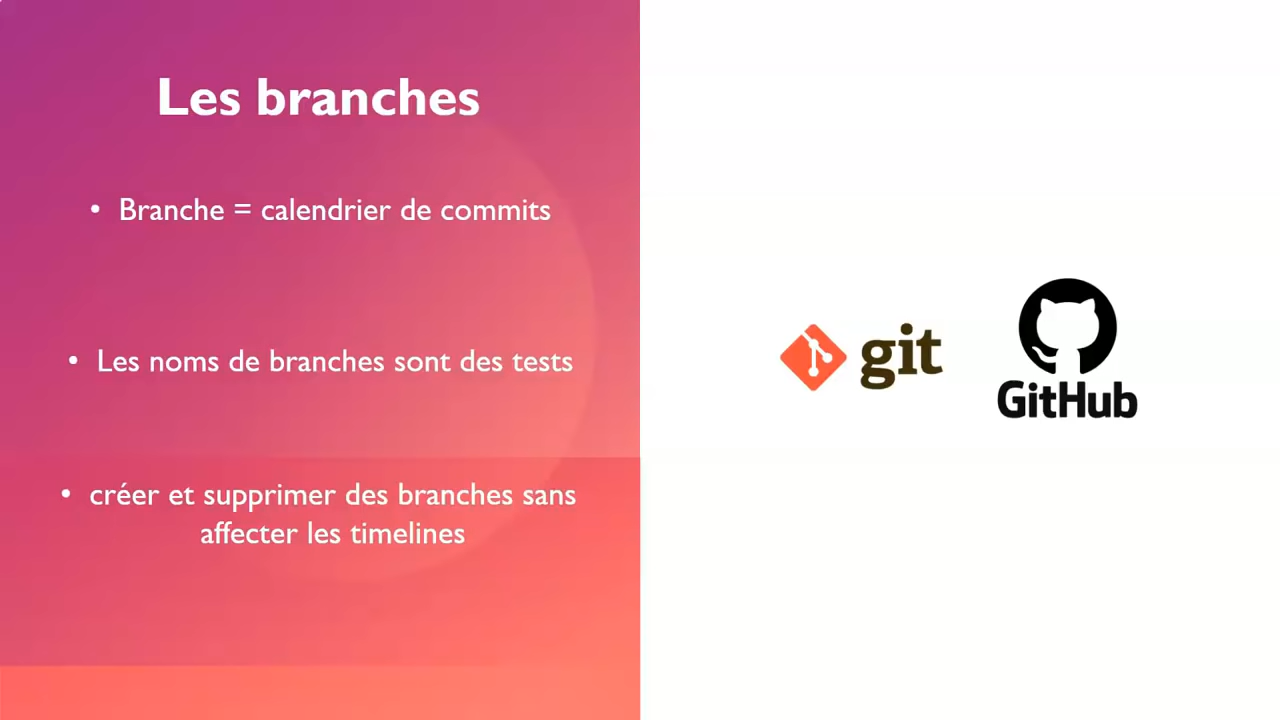 Les branches
• Branche = calendrier de commits
• Les noms de branches sont des tests
• créer et supprimer des branches sans
affecter les timelines
git
GitHub